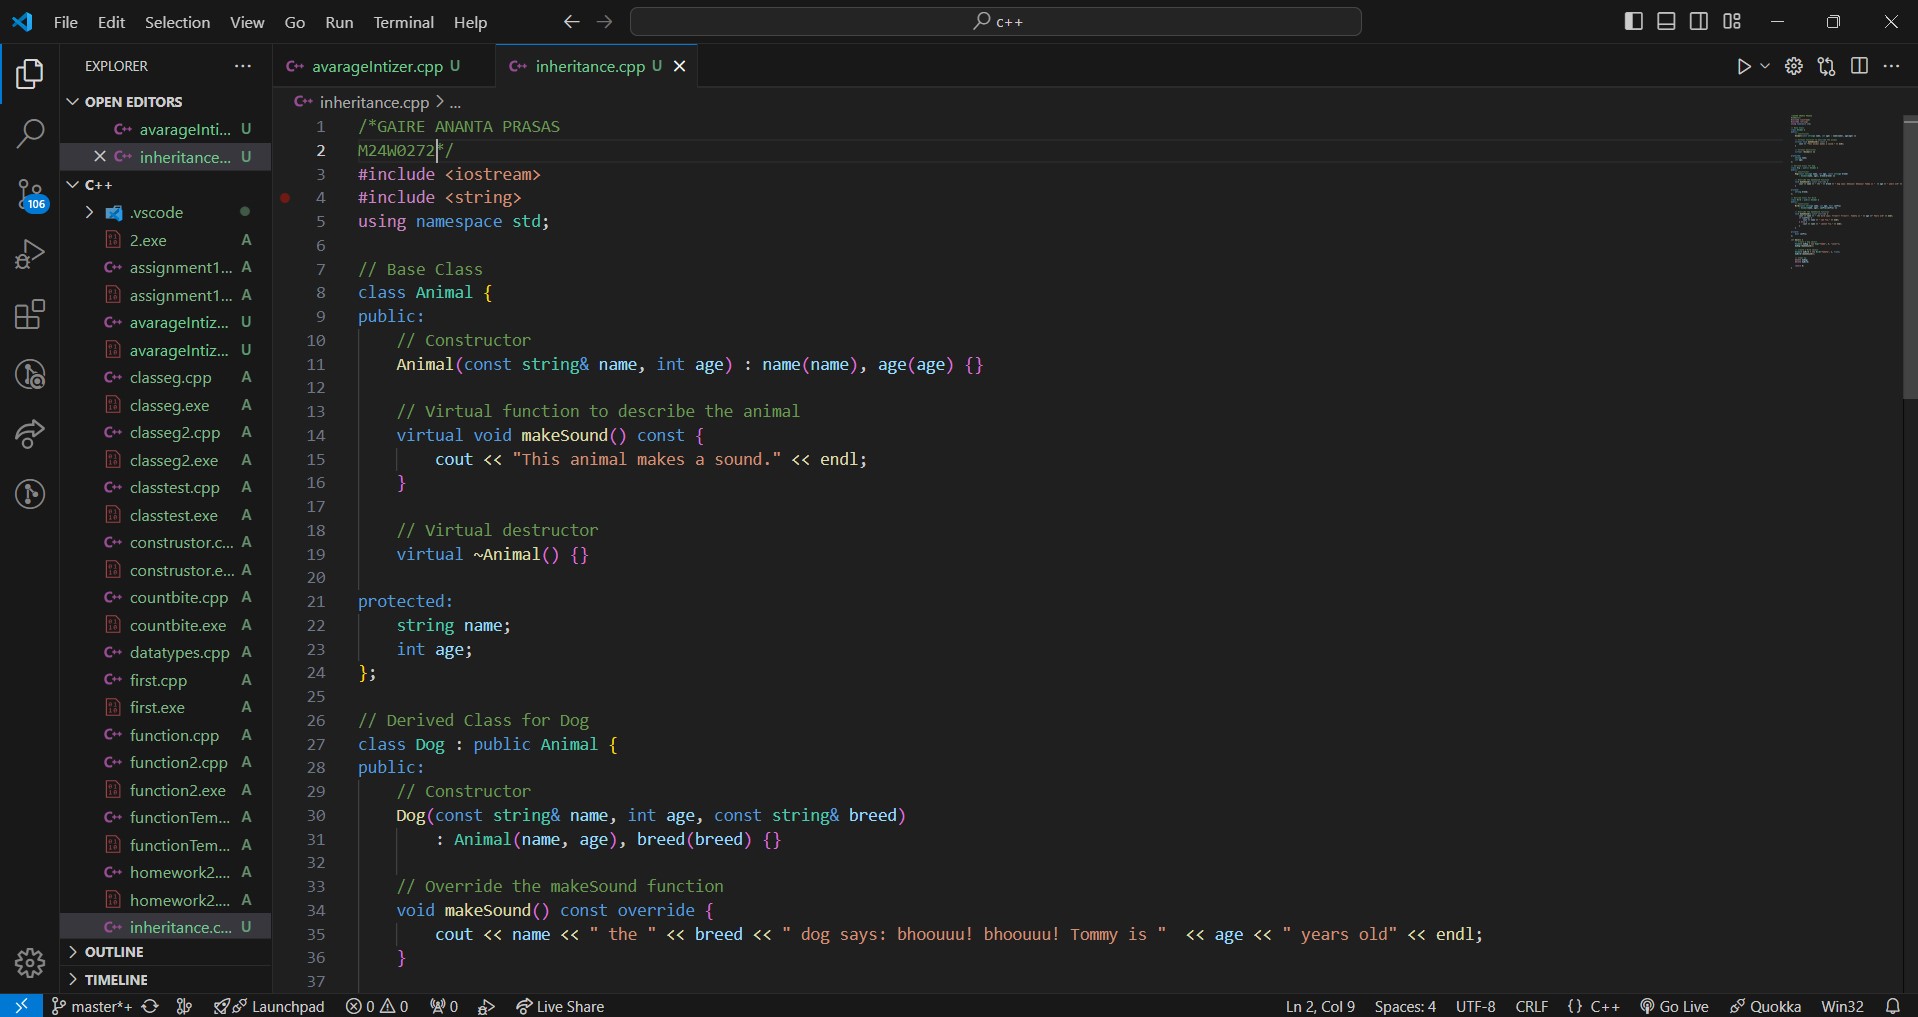 File Edit Selection View Go Run Terminal Help
c++
EXPLORER
OPEN EDITORS
avarageInti... U
inheritance... U
C++
.vscode
2.exe A
assignment1... A
assignment1... A
avarageIntiz... U
avarageIntiz... U
classeg.cpp A
classeg.exe A
classeg2.cpp A
classeg2.exe A
classtest.cpp A
classtest.exe A
construstor.c... A
construstor.e... A
countbite.cpp A
countbite.exe A
datatypes.cpp A
first.cpp A
first.exe A
function.cpp A
function2.cpp A
function2.exe A
functionTem... A
functionTem... A
homework2.... A
homework2.... A
inheritance.c... U
OUTLINE
TIMELINE
106
avarageIntizer.cpp U
inheritance.cpp U
inheritance.cpp > ...
1 /*GAIRE ANANTA PRASAS
2 M24W0272*/
3 #include <iostream>
4 #include <string>
5 using namespace std;
6
7 // Base Class
8 class Animal {
9 public:
10 // Constructor
11 Animal(const string& name, int age) : name(name), age(age) {}
12
13 // Virtual function to describe the animal
14 virtual void makeSound() const {
15 cout << "This animal makes a sound." << endl;
16 }
17
18 // Virtual destructor
19 virtual ~Animal() {}
20
21 protected:
22 string name;
23 int age;
24 };
25
26 // Derived Class for Dog
27 class Dog : public Animal {
28 public:
29 // Constructor
30 Dog(const string& name, int age, const string& breed)
31 : Animal(name, age), breed(breed) {}
32
33 // Override the makeSound function
34 void makeSound() const override {
35 cout << name << " the " << breed << " dog says: bhoouuu! bhoouuu! Tommy is "  << age << " years old" << endl;
36 }
37
master*+ Launchpad 0 0 0 Live Share Ln 2, Col 9 Spaces: 4 UTF-8 CRLF {} C++ Go Live Quokka Win32